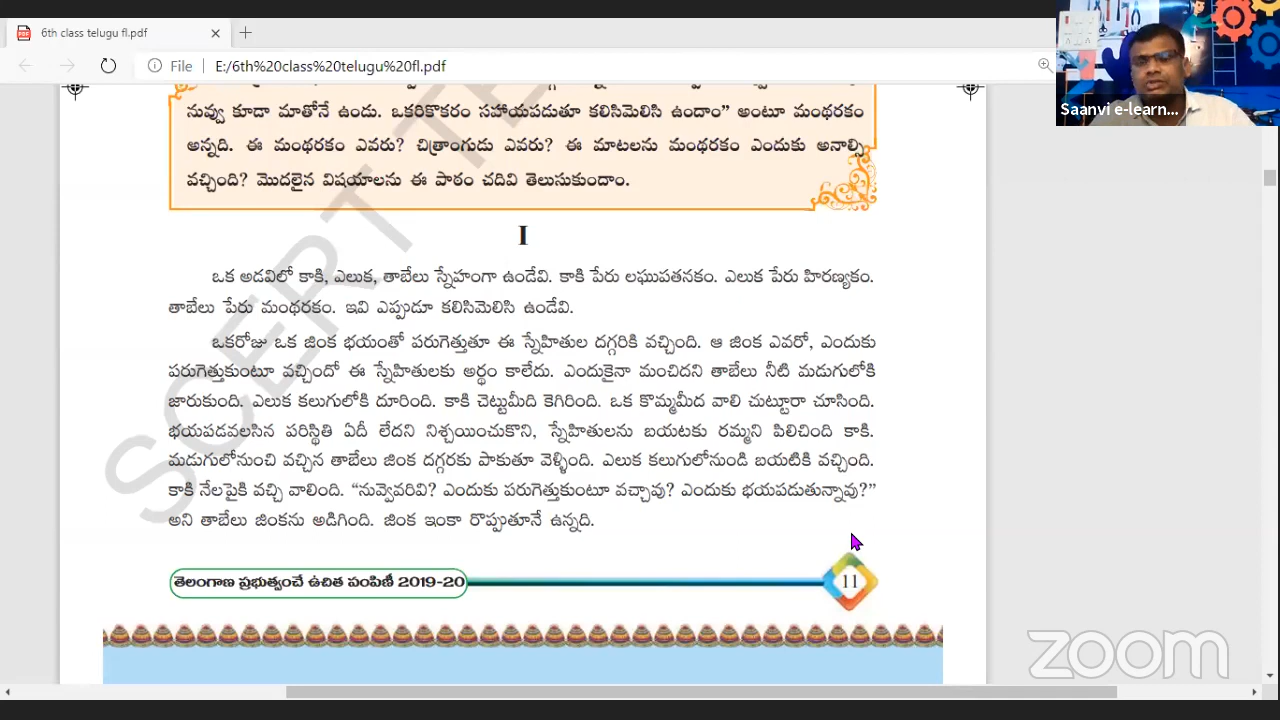 6th class telugu fl.pdf
File
E:/6th%20class%20telugu%20fl.pdf
Saanvi e-learn...
నువ్వు కూడా మాతోనే ఉండు. ఒకరికొకరం సహాయపడుతూ కలిసిమెలిసి ఉందాం” అంటూ మంథరకం
అన్నది. ఈ మంథరకం ఎవరు? చిత్రాంగుడు ఎవరు? ఈ మాటలను మంథరకం ఎందుకు అనాల్సి
వచ్చింది? మొదలైన విషయాలను ఈ పాఠం చదివి తెలుసుకుందాం.
I
ఒక అడవిలో కాకి, ఎలుక, తాబేలు స్నేహంగా ఉండేవి. కాకి పేరు లఘుపతనకం. ఎలుక పేరు హిరణ్యకం.
తాబేలు పేరు మంథరకం. ఇవి ఎప్పుడూ కలిసిమెలిసి ఉండేవి.
ఒకరోజు ఒక జింక భయంతో పరుగెత్తుతూ ఈ స్నేహితుల దగ్గరికి వచ్చింది. ఆ జింక ఎవరో, ఎందుకు
పరుగెత్తుకుంటూ వచ్చిందో ఈ స్నేహితులకు అర్థం కాలేదు. ఎందుకైనా మంచిదని తాబేలు నీటి మడుగులోకి
జారుకుంది. ఎలుక కలుగులోకి దూరింది. కాకి చెట్టుమీది కెగిరింది. ఒక కొమ్మమీద వాలి చుట్టూరా చూసింది.
భయపడవలసిన పరిస్థితి ఏదీ లేదని నిశ్చయించుకొని, స్నేహితులను బయటకు రమ్మని పిలిచింది కాకి.
మడుగులోనుంచి వచ్చిన తాబేలు జింక దగ్గరకు పాకుతూ వెళ్ళింది. ఎలుక కలుగులోనుండి బయటికి వచ్చింది.
కాకి నేలపైకి వచ్చి వాలింది. “నువ్వెవరివి? ఎందుకు పరుగెత్తుకుంటూ వచ్చావు? ఎందుకు భయపడుతున్నావు?”
అని తాబేలు జింకను అడిగింది. జింక ఇంకా రొప్పుతూనే ఉన్నది.
తెలంగాణ ప్రభుత్వంచే ఉచిత పంపిణీ 2019-20
11
SCERT TE
zoom